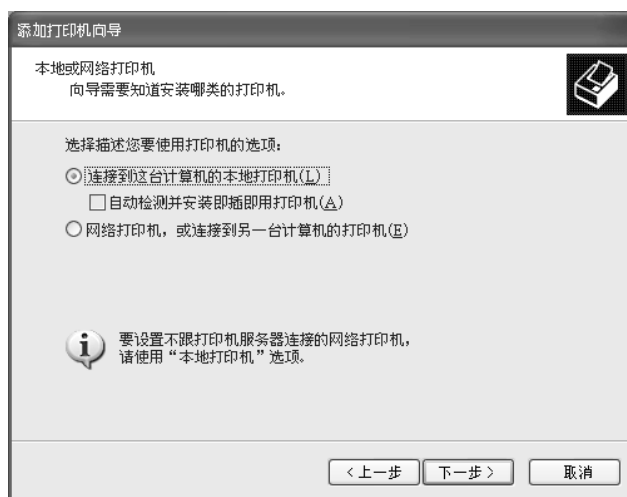 添加打印机向导
本地或网络打印机
向导需要知道安装哪类的打印机。
选择描述您要使用打印机的选项:
连接到这台计算机的本地打印机(L)
自动检测并安装即插即用打印机(A)
网络打印机，或连接到另一台计算机的打印机(E)
要设置不跟打印机服务器连接的网络打印机，
请使用“本地打印机”选项。
<上一步 下一步> 取消